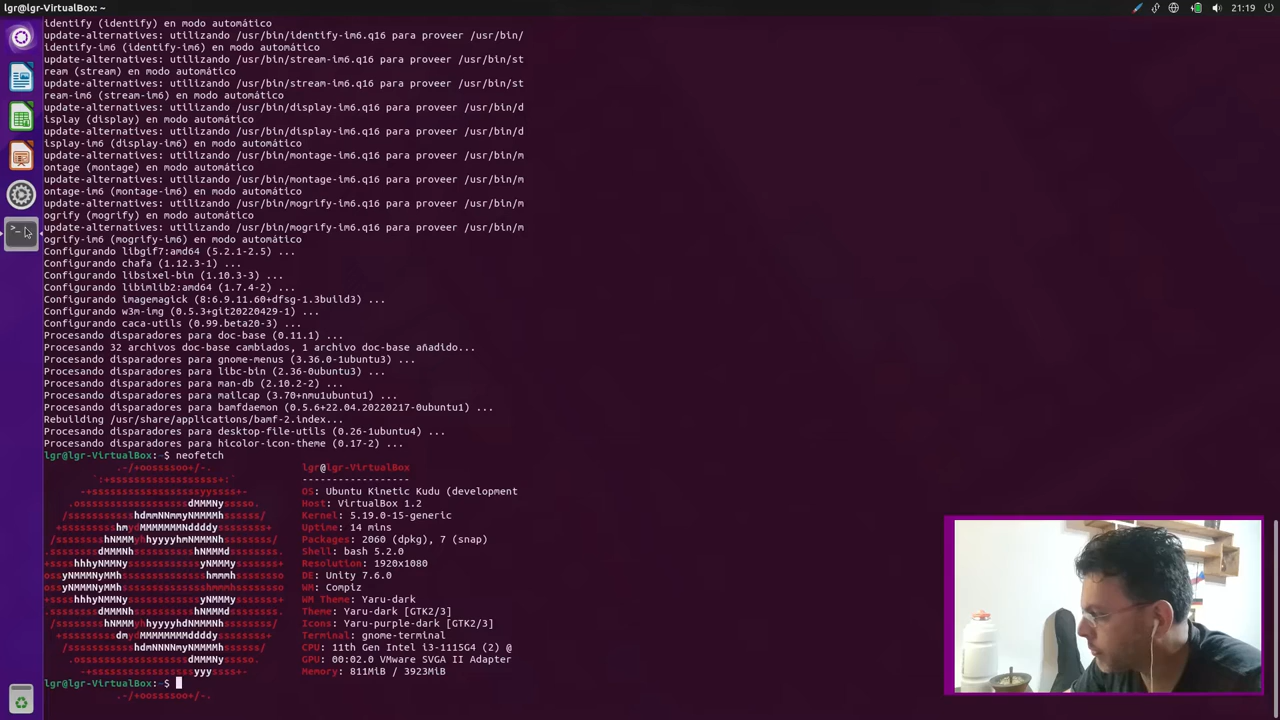 lgr@lgr-VirtualBox: ~
21:19
identify (identify) en modo automático
update-alternatives: utilizando /usr/bin/identify-im6.q16 para proveer /usr/bin/
identify-im6 (identify-im6) en modo automático
update-alternatives: utilizando /usr/bin/stream-im6.q16 para proveer /usr/bin/st
ream (stream) en modo automático
update-alternatives: utilizando /usr/bin/stream-im6.q16 para proveer /usr/bin/st
ream-im6 (stream-im6) en modo automático
update-alternatives: utilizando /usr/bin/display-im6.q16 para proveer /usr/bin/d
isplay (display) en modo automático
update-alternatives: utilizando /usr/bin/display-im6.q16 para proveer /usr/bin/d
isplay-im6 (display-im6) en modo automático
update-alternatives: utilizando /usr/bin/montage-im6.q16 para proveer /usr/bin/m
ontage (montage) en modo automático
update-alternatives: utilizando /usr/bin/montage-im6.q16 para proveer /usr/bin/m
ontage-im6 (montage-im6) en modo automático
update-alternatives: utilizando /usr/bin/mogrify-im6.q16 para proveer /usr/bin/m
ogrify (mogrify) en modo automático
update-alternatives: utilizando /usr/bin/mogrify-im6.q16 para proveer /usr/bin/m
ogrify-im6 (mogrify-im6) en modo automático
Configurando libgif7:amd64 (5.2.1-2.5) ...
Configurando chafa (1.12.3-1) ...
Configurando libsixel-bin (1.10.3-3) ...
Configurando libimlib2:amd64 (1.7.4-2) ...
Configurando imagemagick (8:6.9.11.60+dfsg-1.3build3) ...
Configurando w3m-img (0.5.3+git20220429-1) ...
Configurando caca-utils (0.99.beta20-3) ...
Procesando disparadores para doc-base (0.11.1) ...
Procesando 32 archivos doc-base cambiados, 1 archivo doc-base añadido...
Procesando disparadores para gnome-menus (3.36.0-1ubuntu3) ...
Procesando disparadores para libc-bin (2.36-0ubuntu3) ...
Procesando disparadores para man-db (2.10.2-2) ...
Procesando disparadores para mailcap (3.70+nmu1ubuntu1) ...
Procesando disparadores para bamfdaemon (0.5.6+22.04.20220217-0ubuntu1) ...
Rebuilding /usr/share/applications/bamf-2.index...
Procesando disparadores para desktop-file-utils (0.26-1ubuntu4) ...
Procesando disparadores para hicolor-icon-theme (0.17-2) ...
lgr@lgr-VirtualBox:~$ neofetch
lgr@lgr-VirtualBox
------------------
OS: Ubuntu Kinetic Kudu (development
Host: VirtualBox 1.2
Kernel: 5.19.0-15-generic
Uptime: 14 mins
Packages: 2060 (dpkg), 7 (snap)
Shell: bash 5.2.0
Resolution: 1920x1080
DE: Unity 7.6.0
WM: Compiz
WM Theme: Yaru-dark
Theme: Yaru-dark [GTK2/3]
Icons: Yaru-purple-dark [GTK2/3]
Terminal: gnome-terminal
CPU: 11th Gen Intel i3-1115G4 (2) @
GPU: 00:02.0 VMware SVGA II Adapter
Memory: 811MiB / 3923MiB
lgr@lgr-VirtualBox:~$